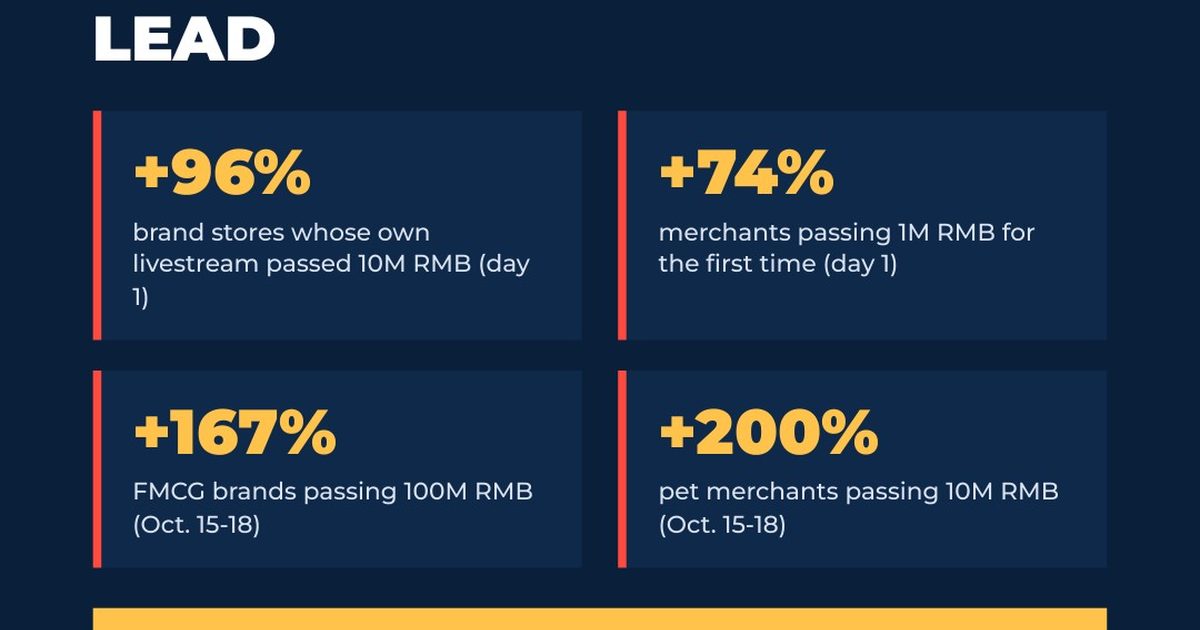 LEAD
+96%
brand stores whose own
livestream passed 10M RMB (day
1)
+74%
merchants passing 1M RMB for
the first time (day 1)
+167%
FMCG brands passing 100M RMB
(Oct. 15-18)
+200%
pet merchants passing 10M RMB
(Oct. 15-18)